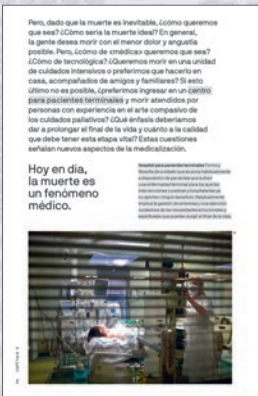 Pero, dado que la muerte es inevitable, ¿cómo queremos
que sea? ¿Cómo sería la muerte ideal? En general,
la gente desea morir con el menor dolor y angustia
posible. Pero, ¿cómo de «médica» queremos que sea?
¿Cómo de tecnológica? ¿Queremos morir en una unidad
de cuidados intensivos o preferimos que hacerlo en
casa, acompañados de amigos y familiares? Si esto
último no es posible, ¿preferimos ingresar en un centro
para pacientes terminales y morir atendidos por
personas con experiencia en el arte compasivo de
los cuidados paliativos? ¿Qué énfasis deberíamos
dar a prolongar el final de la vida y cuánto a la calidad
que debe tener esta etapa vital? Estas cuestiones
señalan nuevos aspectos de la medicalización.
Hoy en día,
la muerte es
un fenómeno
médico.